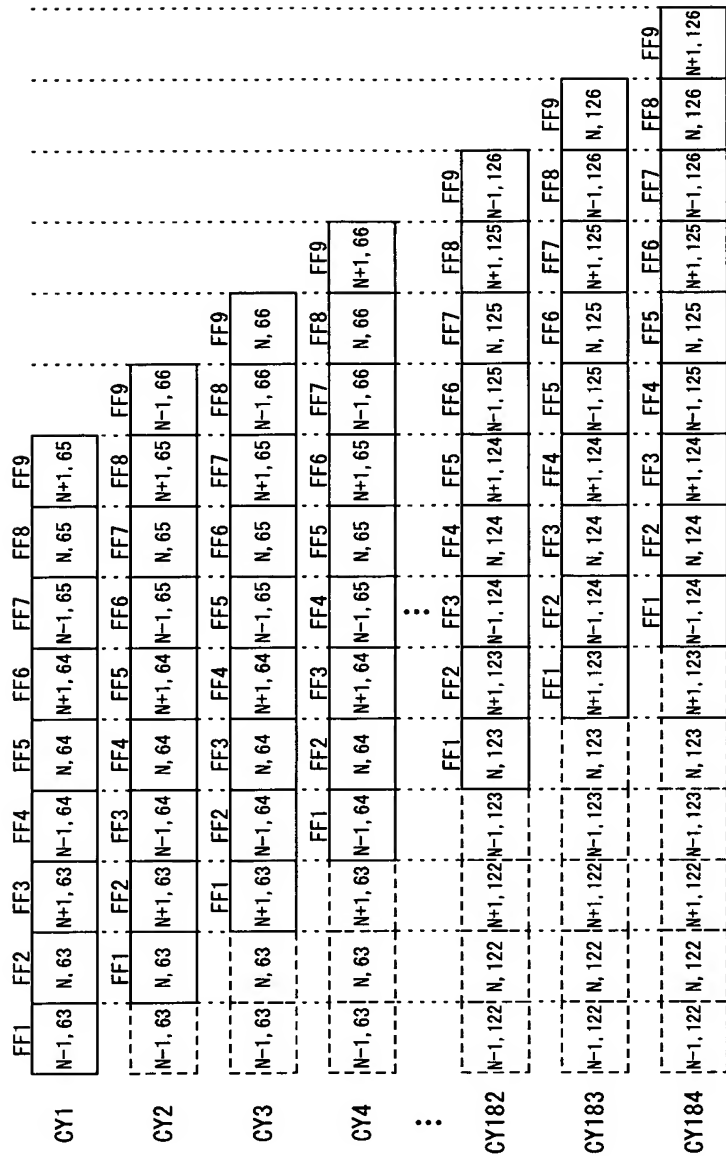 FF1 FF2 FF3 FF4 FF5 FF6 FF7 FF8 FF9
CY1 N-1, 63 N, 63 N+1, 63 N-1, 64 N, 64 N+1, 64 N-1, 65 N, 65 N+1, 65
FF1 FF2 FF3 FF4 FF5 FF6 FF7 FF8 FF9
CY2 N-1, 63 N, 63 N+1, 63 N-1, 64 N, 64 N+1, 64 N-1, 65 N, 65 N+1, 65 N-1, 66
FF1 FF2 FF3 FF4 FF5 FF6 FF7 FF8 FF9
CY3 N-1, 63 N, 63 N+1, 63 N-1, 64 N, 64 N+1, 64 N-1, 65 N, 65 N+1, 65 N-1, 66 N, 66
FF1 FF2 FF3 FF4 FF5 FF6 FF7 FF8 FF9
CY4 N-1, 63 N, 63 N+1, 63 N-1, 64 N, 64 N+1, 64 N-1, 65 N, 65 N+1, 65 N-1, 66 N, 66 N+1, 66
⋮ ⋮
FF1 FF2 FF3 FF4 FF5 FF6 FF7 FF8 FF9
CY182 N-1, 122 N, 122 N+1, 122 N-1, 123 N, 123 N+1, 123 N-1, 124 N, 124 N+1, 124 N-1, 125 N, 125 N+1, 125 N-1, 126
FF1 FF2 FF3 FF4 FF5 FF6 FF7 FF8 FF9
CY183 N-1, 122 N, 122 N+1, 122 N-1, 123 N, 123 N+1, 123 N-1, 124 N, 124 N+1, 124 N-1, 125 N, 125 N+1, 125 N-1, 126 N, 126
FF1 FF2 FF3 FF4 FF5 FF6 FF7 FF8 FF9
CY184 N-1, 122 N, 122 N+1, 122 N-1, 123 N, 123 N+1, 123 N-1, 124 N, 124 N+1, 124 N-1, 125 N, 125 N+1, 125 N-1, 126 N, 126 N+1, 126